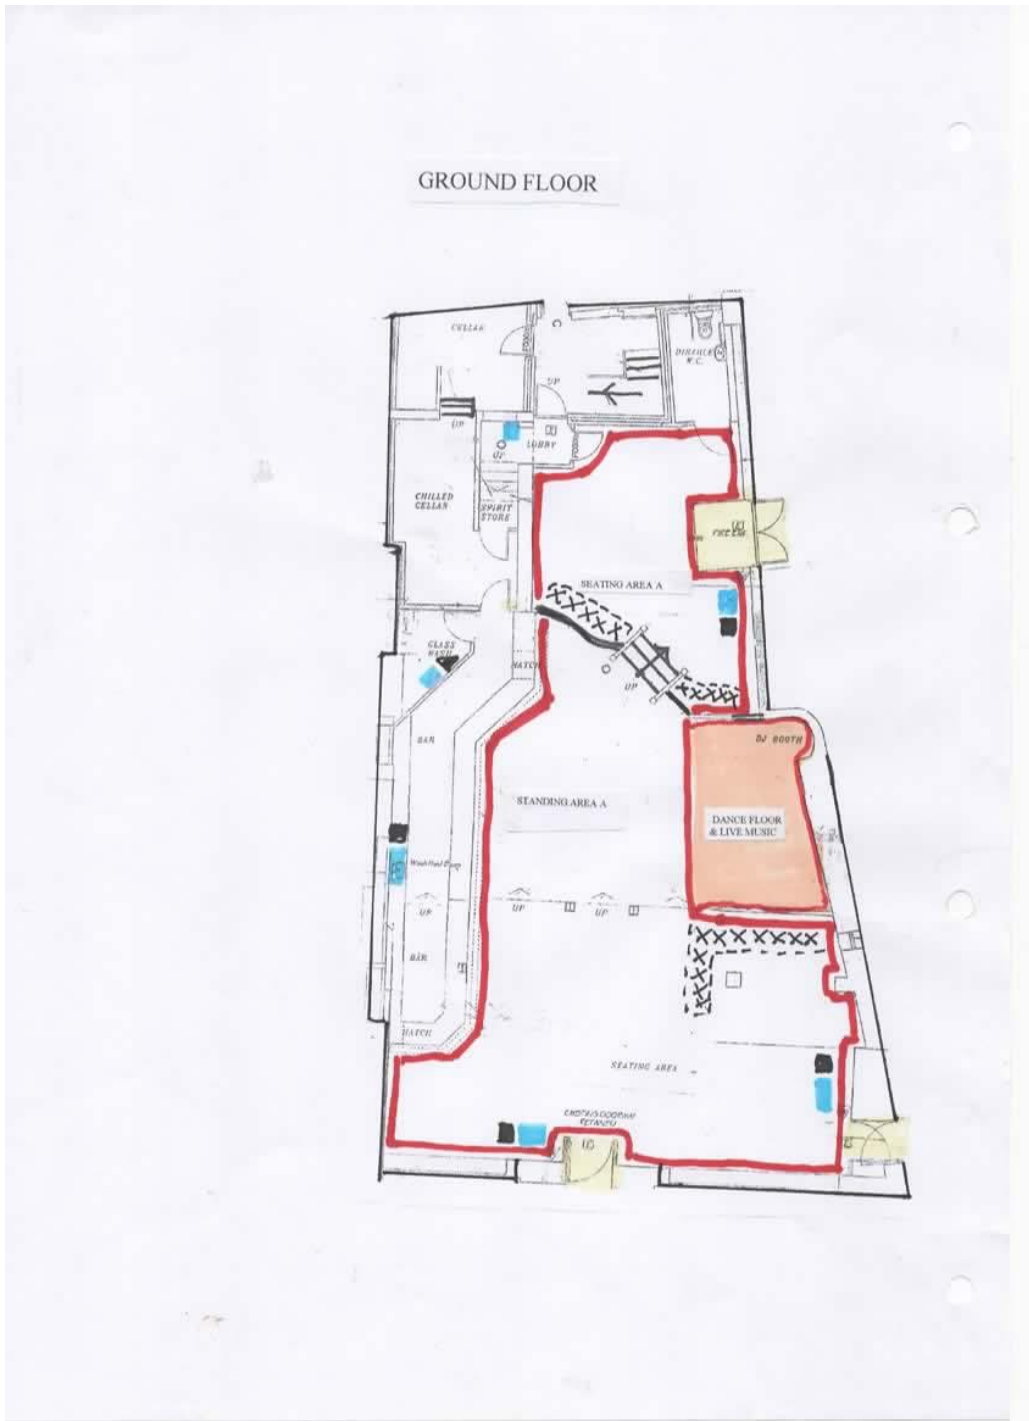 GROUND FLOOR
CELLAR
UP
UP
LOBBY
UP
CHILLED
CELLAR
SPIRIT
STORE
W.C.
SEATING AREA A
GLASS
WASH
HATCH
UP
BAR
DJ BOOTH
STANDING AREA A
DANCE FLOOR
& LIVE MUSIC
UP
UP
UP
BAR
HATCH
SEATING AREA